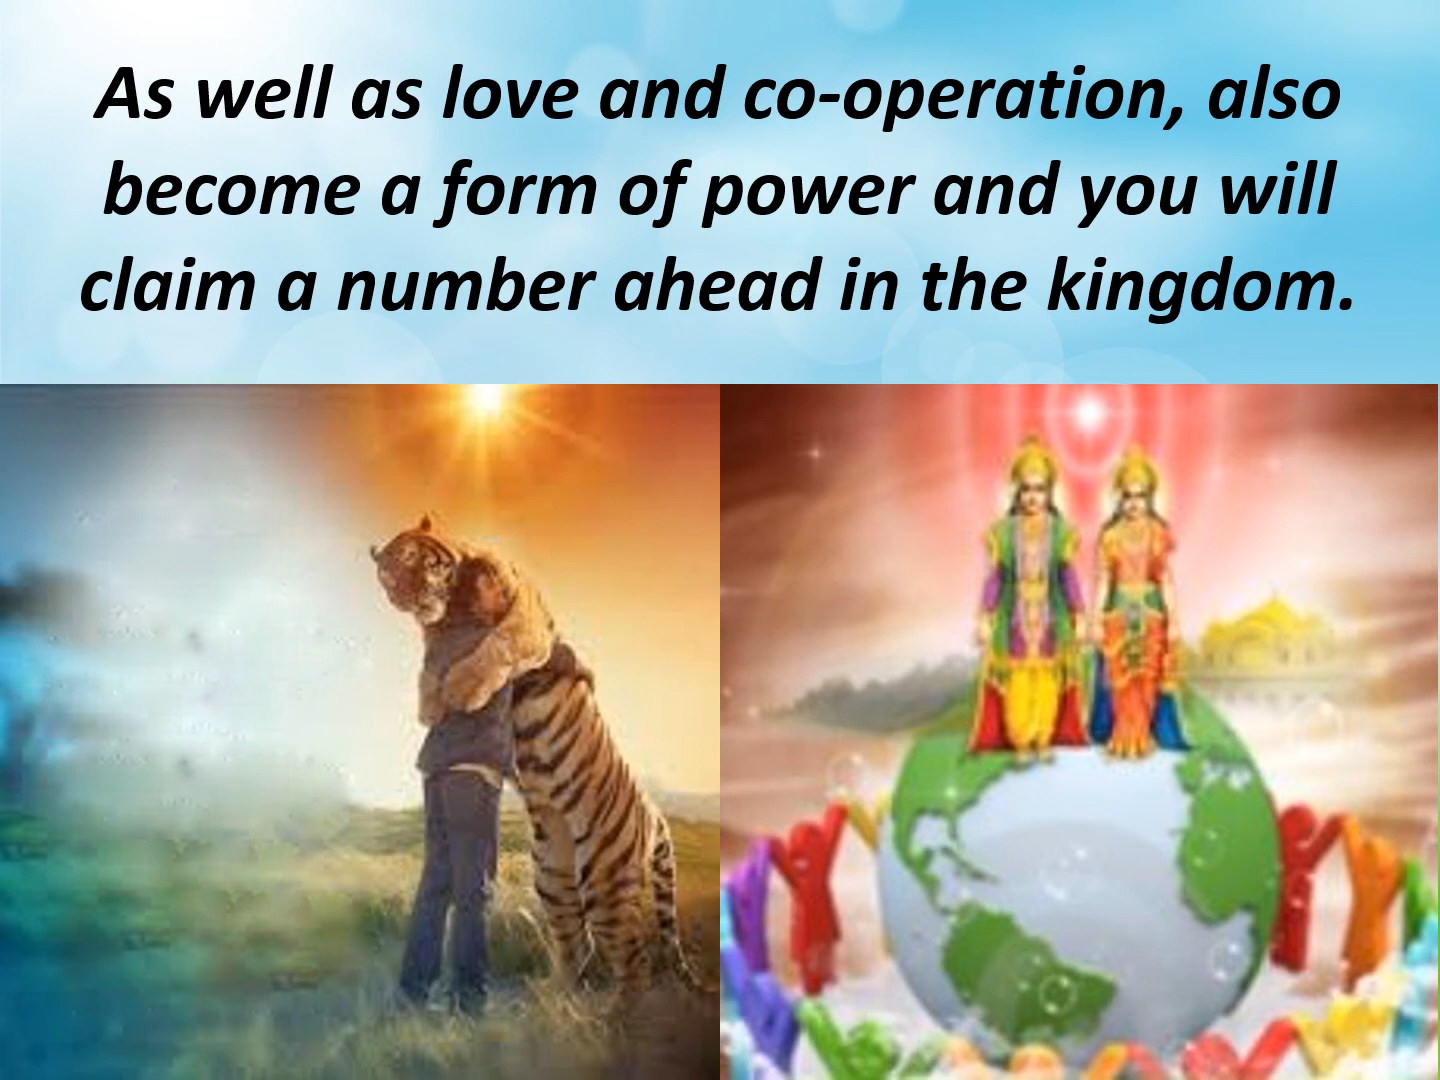 As well as love and co-operation, also
become a form of power and you will
claim a number ahead in the kingdom.